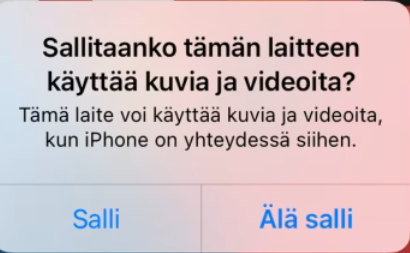 Sallitaanko tämän laitteen
käyttää kuvia ja videoita?
Tämä laite voi käyttää kuvia ja videoita,
kun iPhone on yhteydessä siihen.
Salli
Älä salli